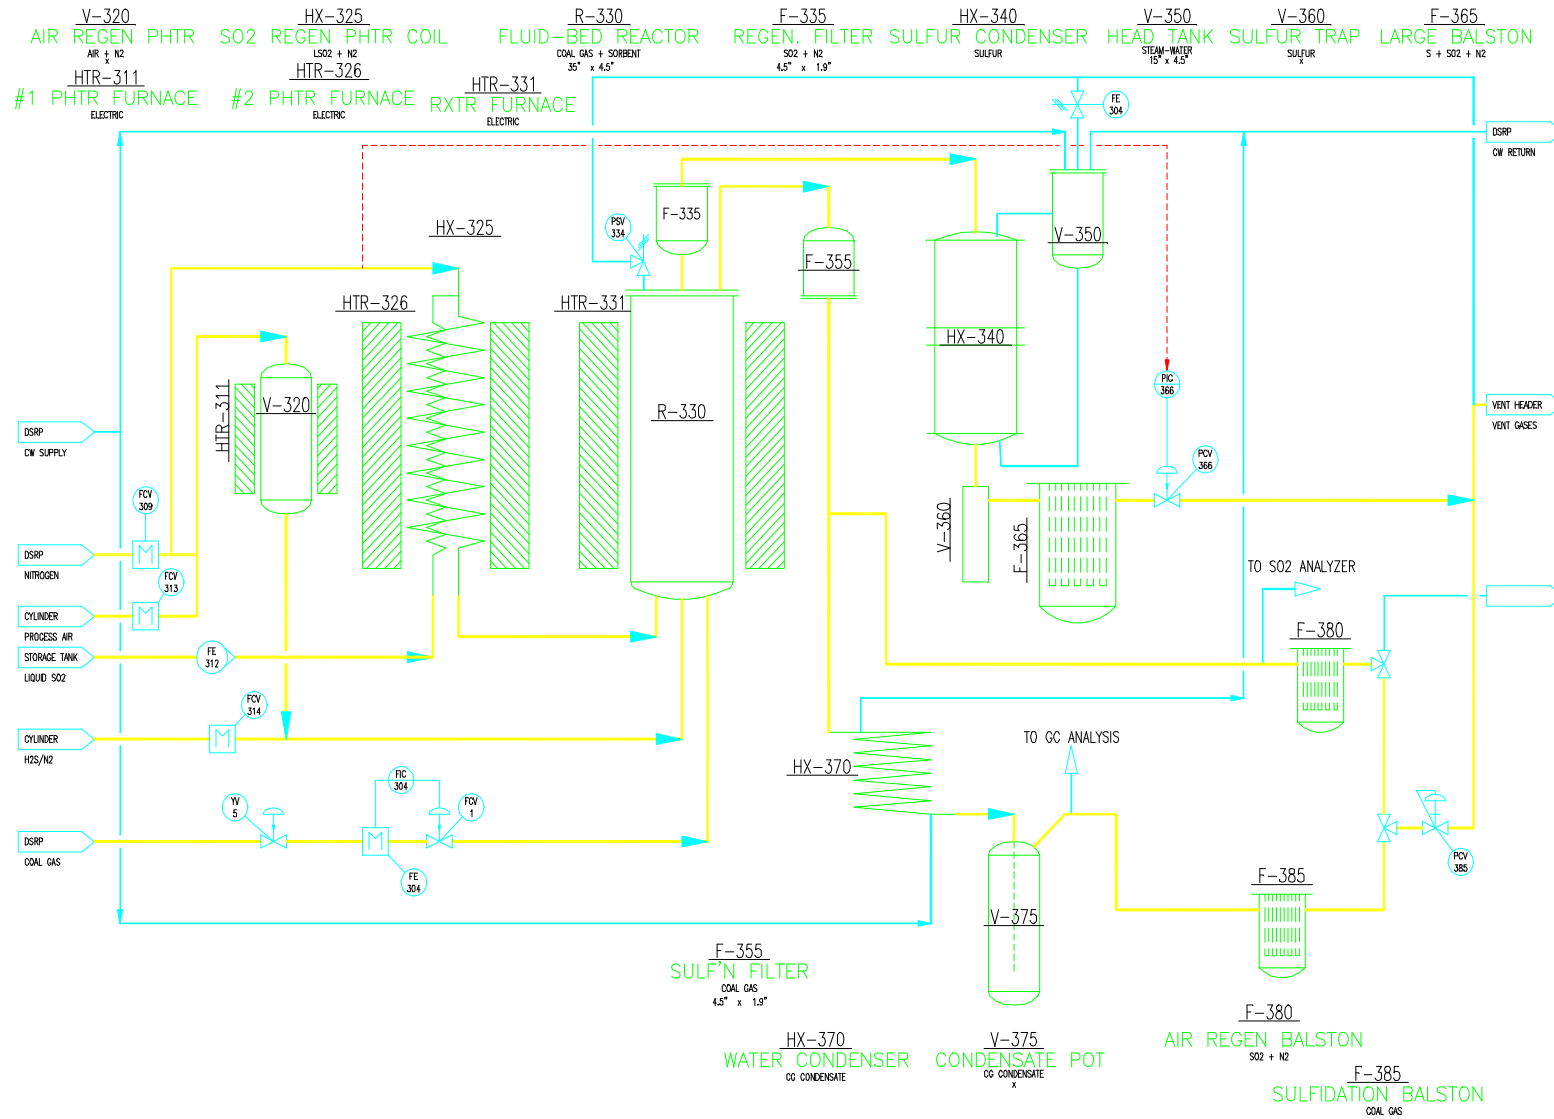 V-320
AIR REGEN PHTR
AIR + N2
x
HTR-311
#1 PHTR FURNACE
ELECTRIC
HX-325
SO2 REGEN PHTR COIL
LSO2 + N2
HTR-326
#2 PHTR FURNACE
ELECTRIC
R-330
FLUID-BED REACTOR
COAL GAS + SORBENT
35" x 4.5"
HTR-331
RXTR FURNACE
ELECTRIC
F-335
REGEN. FILTER
SO2 + N2
4.5" x 1.9"
HX-340
SULFUR CONDENSER
SULFUR
V-350
HEAD TANK
STEAM-WATER
15" x 4.5"
V-360
SULFUR TRAP
SULFUR
x
F-365
LARGE BALSTON
S + SO2 + N2
FE
304
DSRP
CW RETURN
F-335
PSV
334
HX-325
V-350
F-355
HTR-326
HTR-331
HX-340
PIC
366
HTR-311
V-320
R-330
VENT HEADER
VENT GASES
DSRP
CW SUPPLY
PCV
366
FCV
309
V-360
F-365
DSRP
NITROGEN
FCV
313
TO SO2 ANALYZER
CYLINDER
PROCESS AIR
F-380
STORAGE TANK
LIQUID SO2
FE
312
FCV
314
CYLINDER
H2S/N2
TO GC ANALYSIS
HX-370
FIC
304
YV
5
FCV
1
DSRP
COAL GAS
FE
304
PCV
385
F-385
V-375
F-355
SULF'N FILTER
COAL GAS
4.5" x 1.9"
HX-370
WATER CONDENSER
CG CONDENSATE
V-375
CONDENSATE POT
CG CONDENSATE
x
F-380
AIR REGEN BALSTON
SO2 + N2
F-385
SULFIDATION BALSTON
COAL GAS